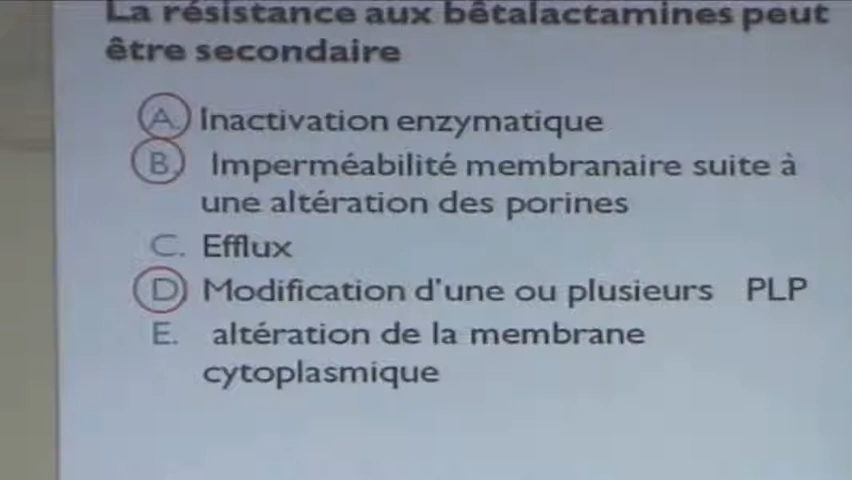 La résistance aux bêtalactamines peut
être secondaire
A. Inactivation enzymatique
B. Imperméabilité membranaire suite à
une altération des porines
C. Efflux
D Modification d'une ou plusieurs PLP
E. altération de la membrane
cytoplasmique